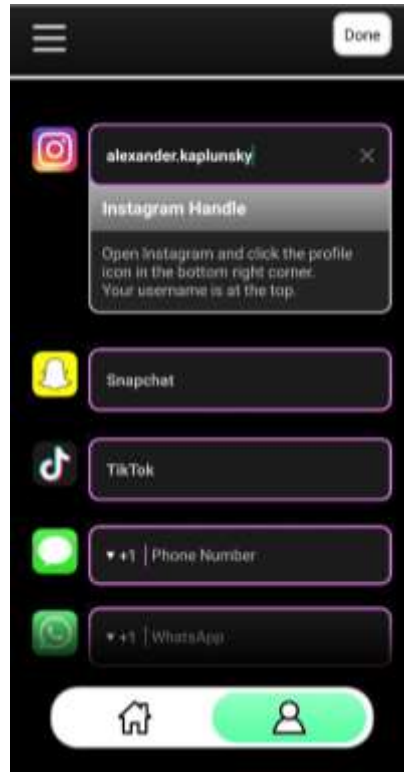 Done
alexander.kaplunsky
Instagram Handle
Open Instagram and click the profile
icon in the bottom right corner.
Your username is at the top.
Snapchat
TikTok
+1 Phone Number
+1 WhatsApp